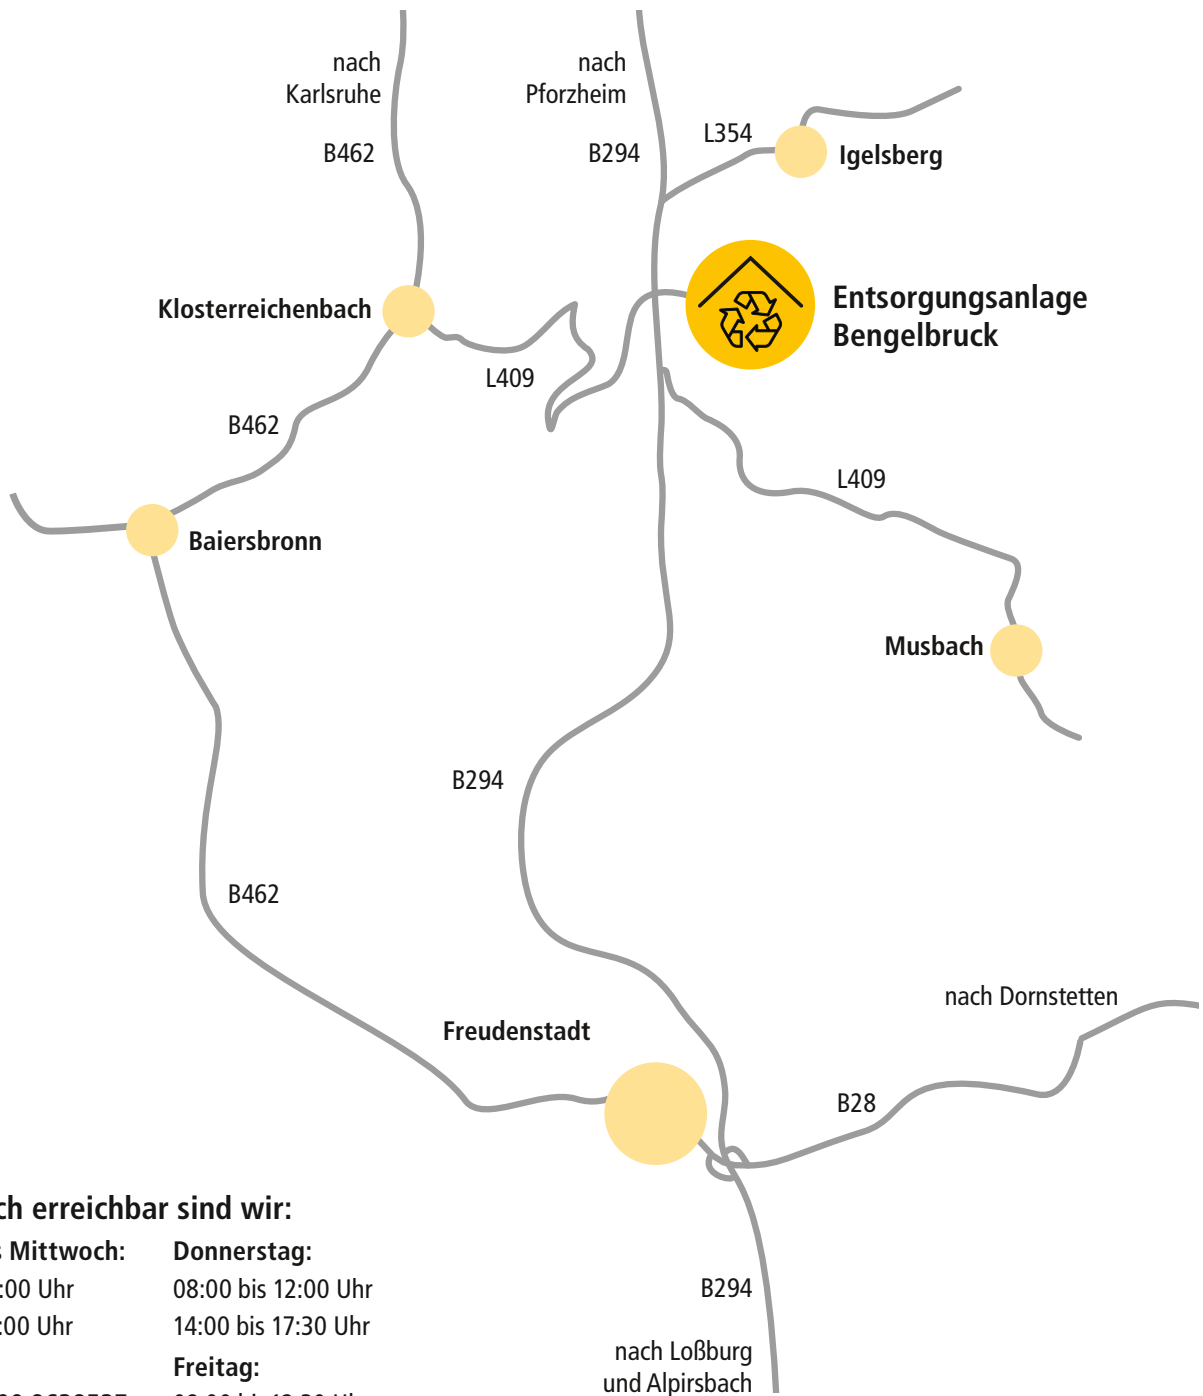 nach
Karlsruhe
B462
nach
Pforzheim
B294
L354
Igelsberg
Klosterreichenbach
Entsorgungsanlage
Bengelbruck
L409
B462
L409
Baiersbronn
Musbach
B294
B462
nach Dornstetten
Freudenstadt
B28
ch erreichbar sind wir:
s Mittwoch:
:00 Uhr
:00 Uhr
Donnerstag:
08:00 bis 12:00 Uhr
14:00 bis 17:30 Uhr
Freitag:
B294
nach Loßburg
und Alpirsbach